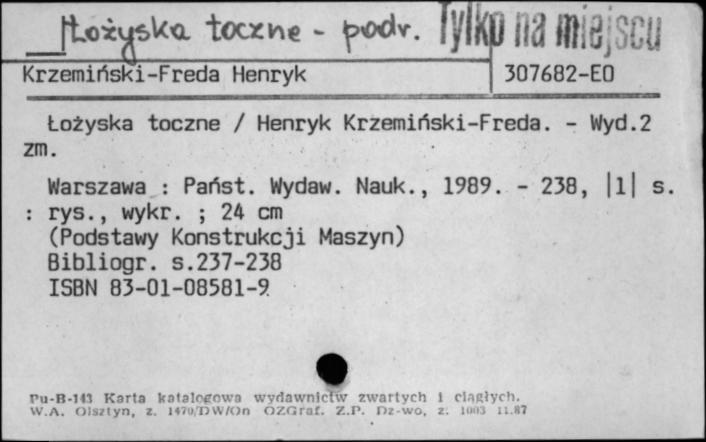 Łożyska toczne - podr. Tylko na miejscu
Krzemiński-Freda Henryk 307682-EO
Łożyska toczne / Henryk Krzemiński-Freda. - Wyd.2
zm.
Warszawa : Państ. Wydaw. Nauk., 1989. - 238, |1| s.
: rys., wykr. ; 24 cm
(Podstawy Konstrukcji Maszyn)
Bibliogr. s.237-238
ISBN 83-01-08581-9
Pu-B-143 Karta katalogowa wydawnictw zwartych i ciągłych.
W.A. Olsztyn, z. 1470/DW/On OZGraf. Z.P. Dz-wo, z. 1003 11.87